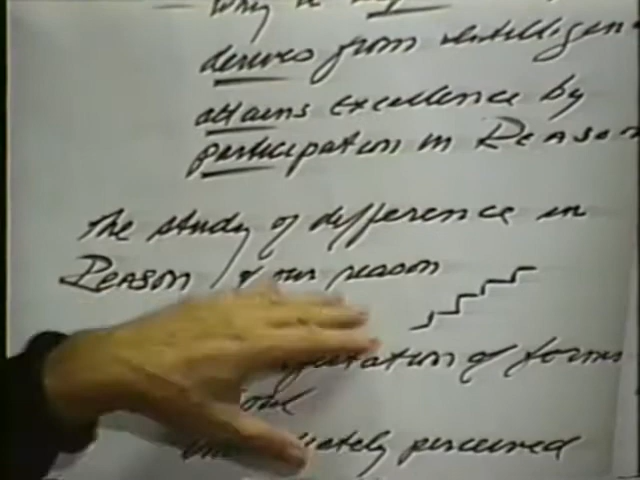 derives from intelligen
attains excellence by
participation in Reason
The study of difference in
Reason & our reason
tation of forms
perceived